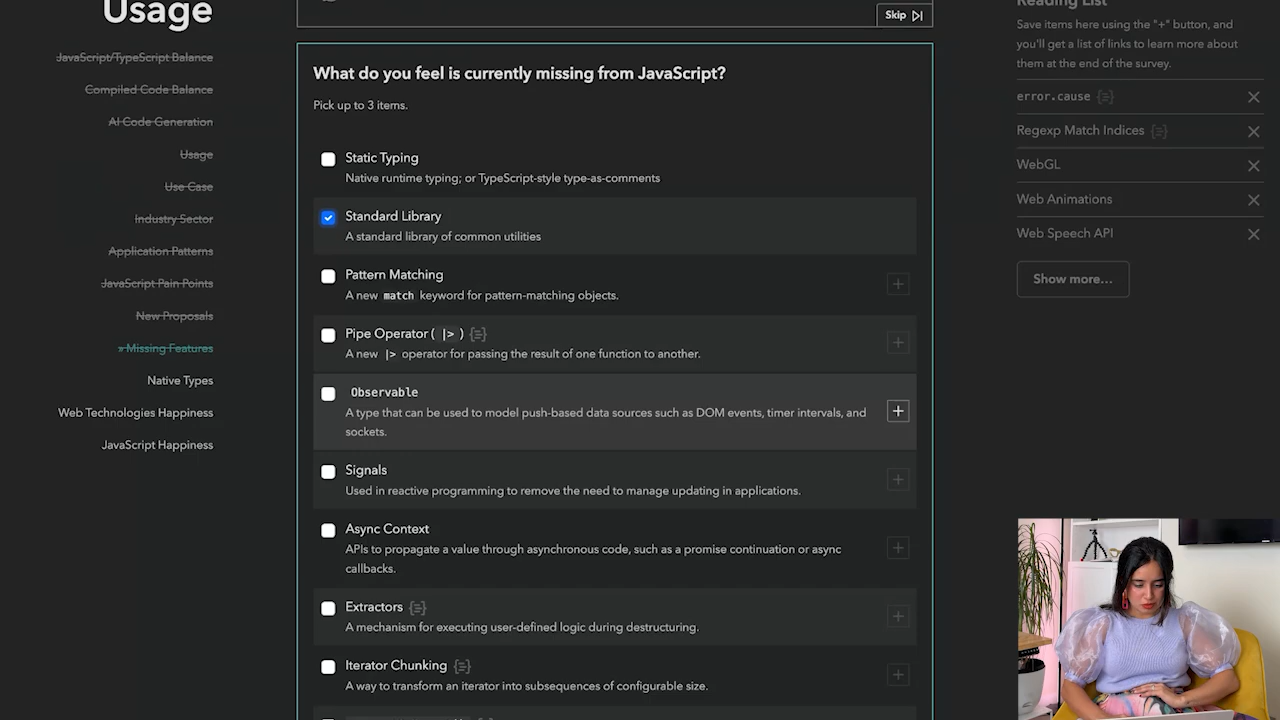 Usage
JavaScript/TypeScript Balance
Compiled Code Balance
AI Code Generation
Usage
Use Case
Industry Sector
Application Patterns
JavaScript Pain Points
New Proposals
» Missing Features
Native Types
Web Technologies Happiness
JavaScript Happiness
Skip
What do you feel is currently missing from JavaScript?
Pick up to 3 items.
Static Typing
Native runtime typing; or TypeScript-style type-as-comments
Standard Library
A standard library of common utilities
Pattern Matching
A new match keyword for pattern-matching objects.
Pipe Operator ( |> )
A new |> operator for passing the result of one function to another.
Observable
A type that can be used to model push-based data sources such as DOM events, timer intervals, and
sockets.
Signals
Used in reactive programming to remove the need to manage updating in applications.
Async Context
APIs to propagate a value through asynchronous code, such as a promise continuation or async
callbacks.
Extractors
A mechanism for executing user-defined logic during destructuring.
Iterator Chunking
A way to transform an iterator into subsequences of configurable size.
Reading List
Save items here using the "+" button, and
you'll get a list of links to learn more about
them at the end of the survey.
error.cause
Regexp Match Indices
WebGL
Web Animations
Web Speech API
Show more...